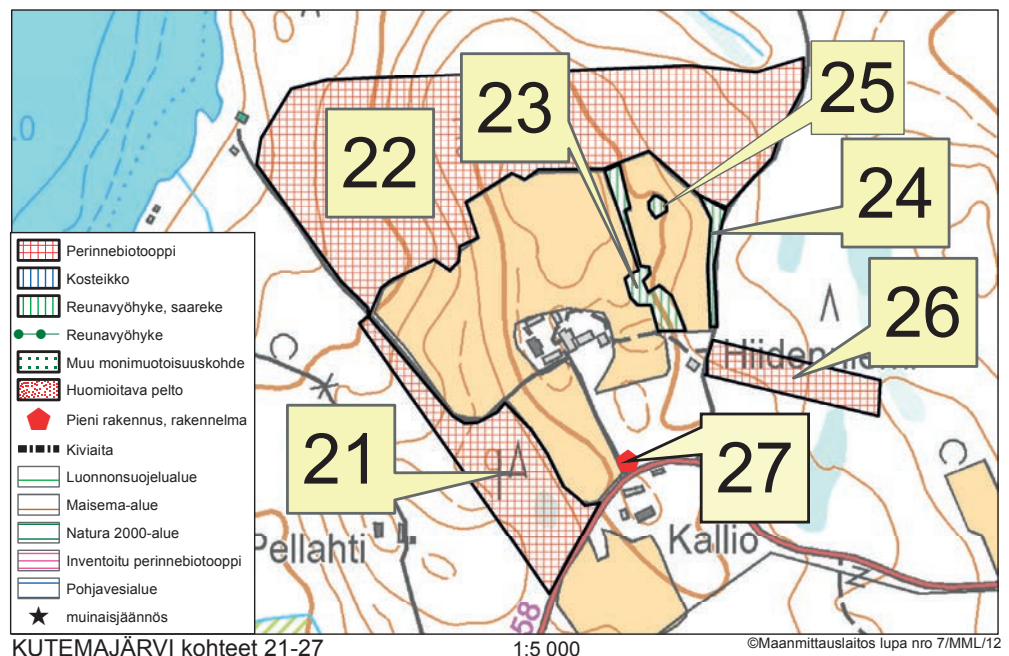 22
23
25
24
26
21
27
Hiidenniemi
Pellahti
Kallio
58
Perinnebiotooppi
Kosteikko
Reunavyöhyke, saareke
Reunavyöhyke
Muu monimuotoisuuskohde
Huomioitava pelto
Pieni rakennus, rakennelma
Kiviaita
Luonnonsuojelualue
Maisema-alue
Natura 2000-alue
Inventoitu perinnebiotooppi
Pohjavesialue
muinaisjäännös
KUTEMAJÄRVI kohteet 21-27
1:5 000
©Maanmittauslaitos lupa nro 7/MML/12